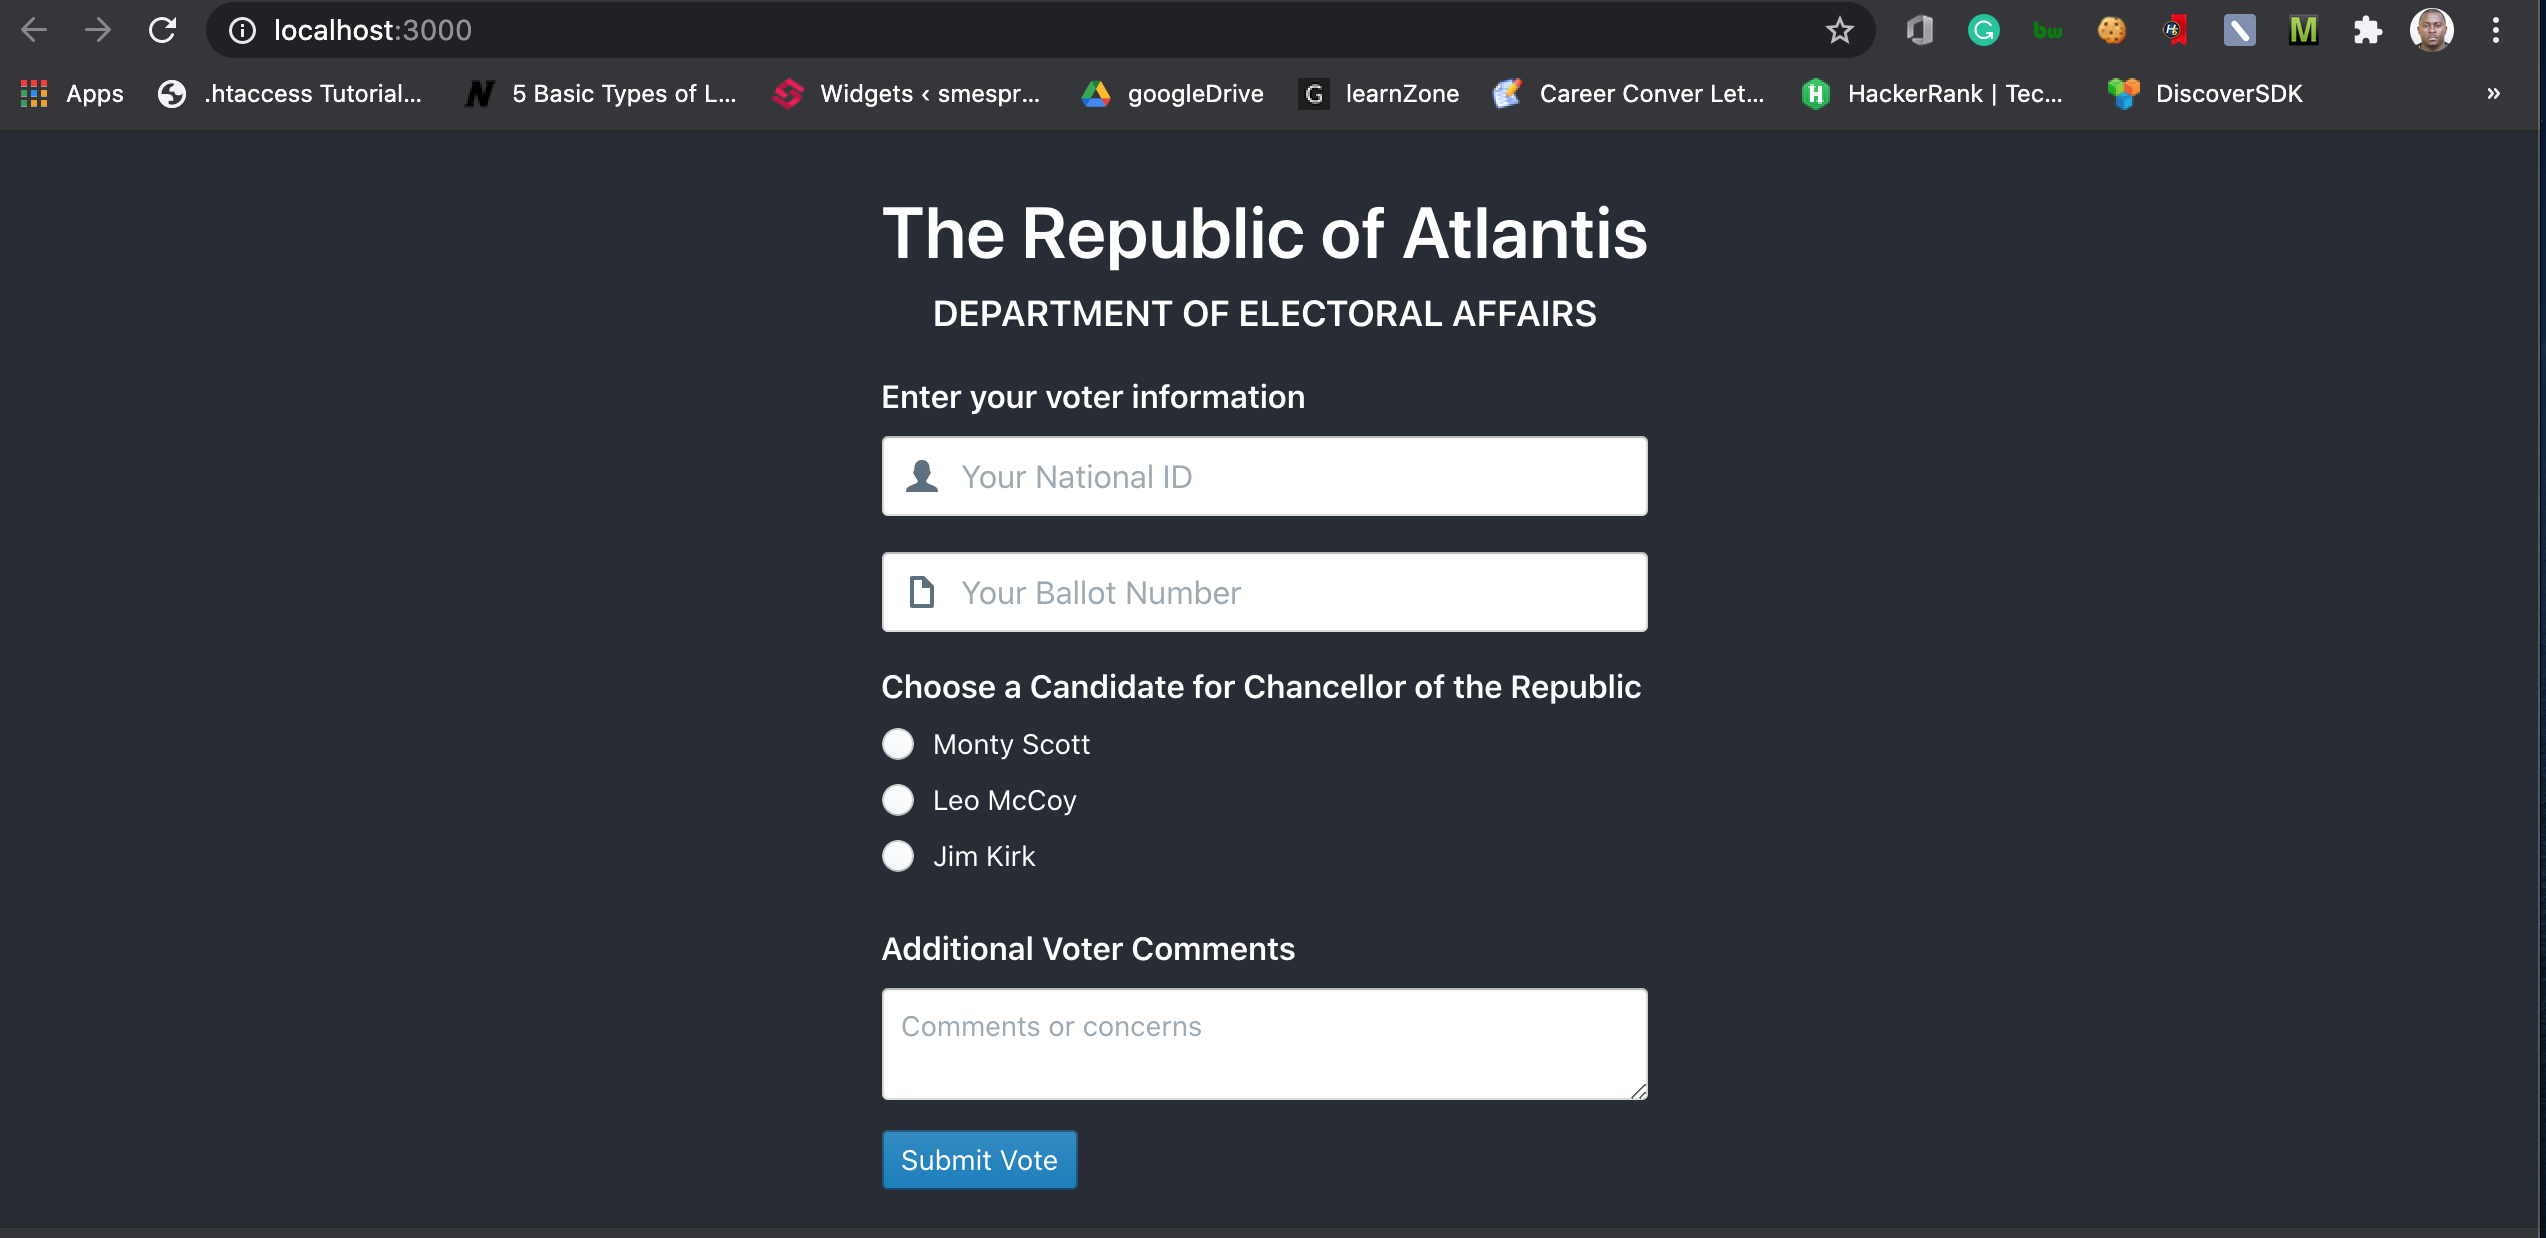 localhost:3000
bw
M
Apps
.htaccess Tutorial...
N
5 Basic Types of L...
Widgets ‹ smespr...
googleDrive
G
learnZone
Career Conver Let...
HackerRank | Tec...
DiscoverSDK
»
The Republic of Atlantis
DEPARTMENT OF ELECTORAL AFFAIRS
Enter your voter information
Your National ID
Your Ballot Number
Choose a Candidate for Chancellor of the Republic
Monty Scott
Leo McCoy
Jim Kirk
Additional Voter Comments
Comments or concerns
Submit Vote